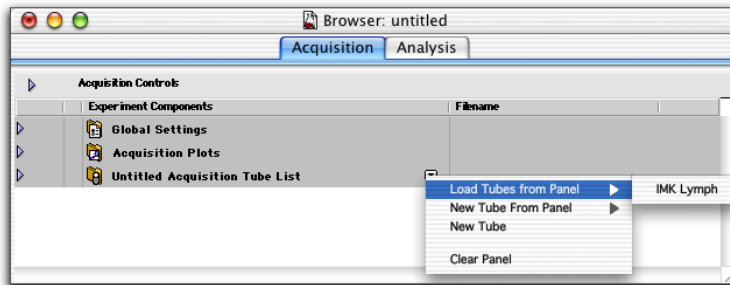 Browser: untitled
Acquisition Analysis
Acquisition Controls
Experiment Components Filename
Global Settings
Acquisition Plots
Untitled Acquisition Tube List
Load Tubes from Panel IMK Lymph
New Tube From Panel
New Tube
Clear Panel